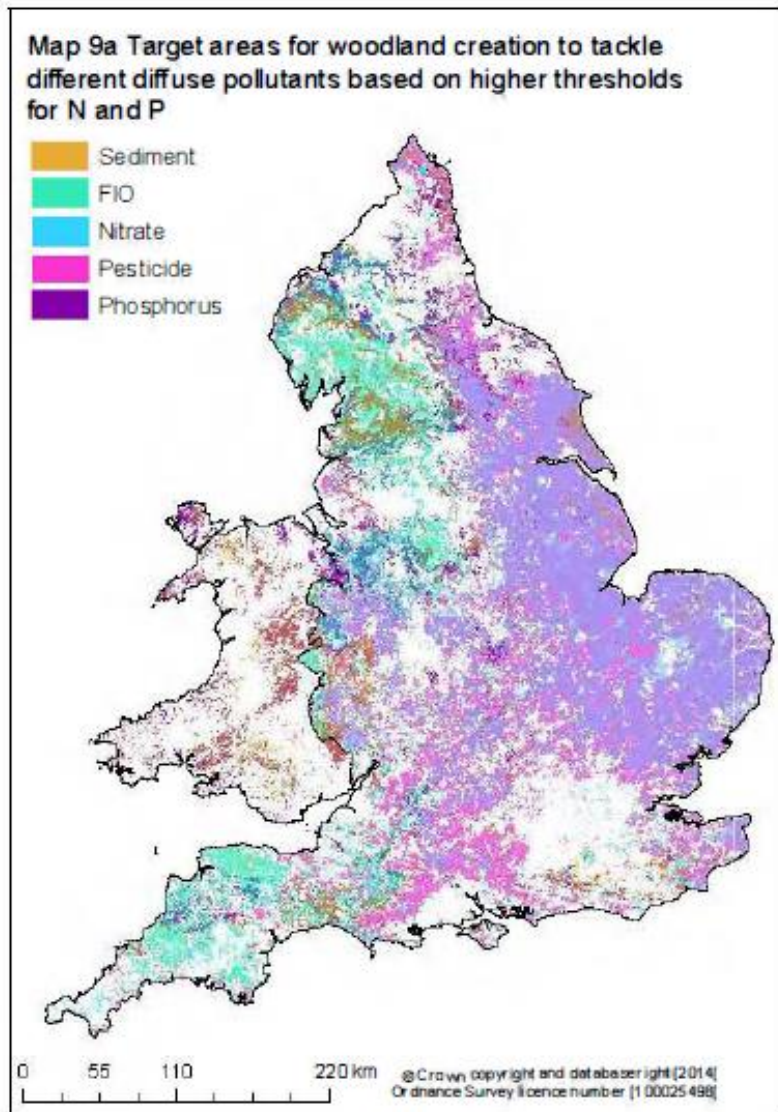 Map 9a Target areas for woodland creation to tackle
different diffuse pollutants based on higher thresholds
for N and P
Sediment
FIO
Nitrate
Pesticide
Phosphorus
0 55 110 220 km
©Crown copyright and database right [2014[
Ordnance Survey licence number [100025498[